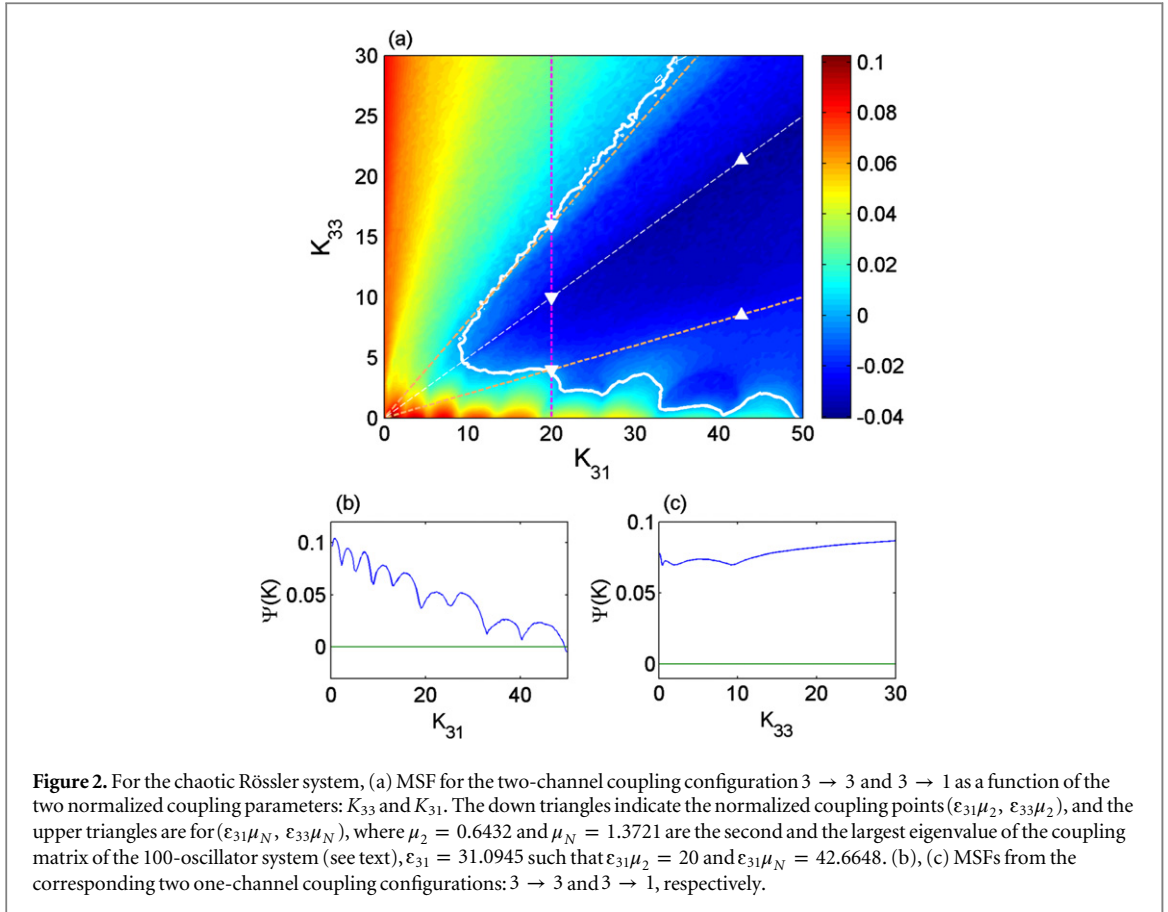 (a)
30
25
20
15
10
5
0
K33
0 10 20 30 40 50
K31
0.1
0.08
0.06
0.04
0.02
0
-0.02
-0.04
(b)
0.1
0.05
0
Ψ(K)
0 20 40
K31
(c)
0.1
0.05
0
Ψ(K)
0 10 20 30
K33
Figure 2. For the chaotic Rössler system, (a) MSF for the two-channel coupling configuration 3 → 3 and 3 → 1 as a function of the
two normalized coupling parameters: K33 and K31. The down triangles indicate the normalized coupling points (ε31μ2, ε33μ2), and the
upper triangles are for (ε31μN, ε33μN), where μ2 = 0.6432 and μN = 1.3721 are the second and the largest eigenvalue of the coupling
matrix of the 100-oscillator system (see text), ε31 = 31.0945 such that ε31μ2 = 20 and ε31μN = 42.6648. (b), (c) MSFs from the
corresponding two one-channel coupling configurations: 3 → 3 and 3 → 1, respectively.